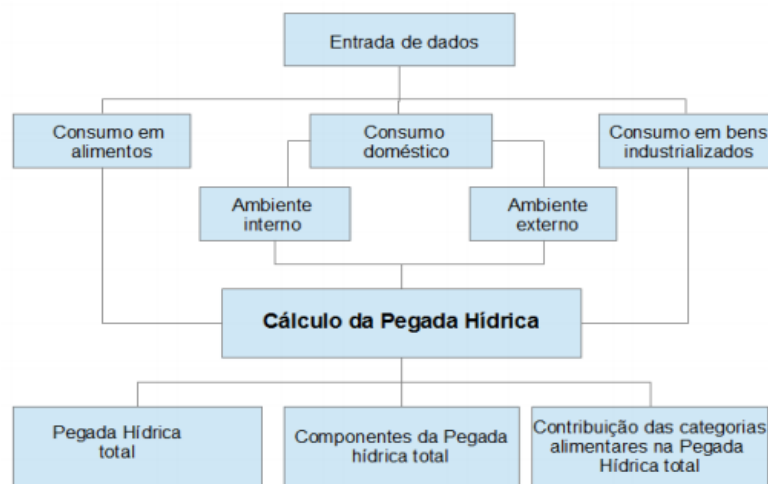 Entrada de dados
Consumo em
alimentos
Consumo
doméstico
Consumo em bens
industrializados
Ambiente
interno
Ambiente
externo
Cálculo da Pegada Hídrica
Pegada Hídrica
total
Componentes da Pegada
hídrica total
Contribuição das categorias
alimentares na Pegada
Hídrica total